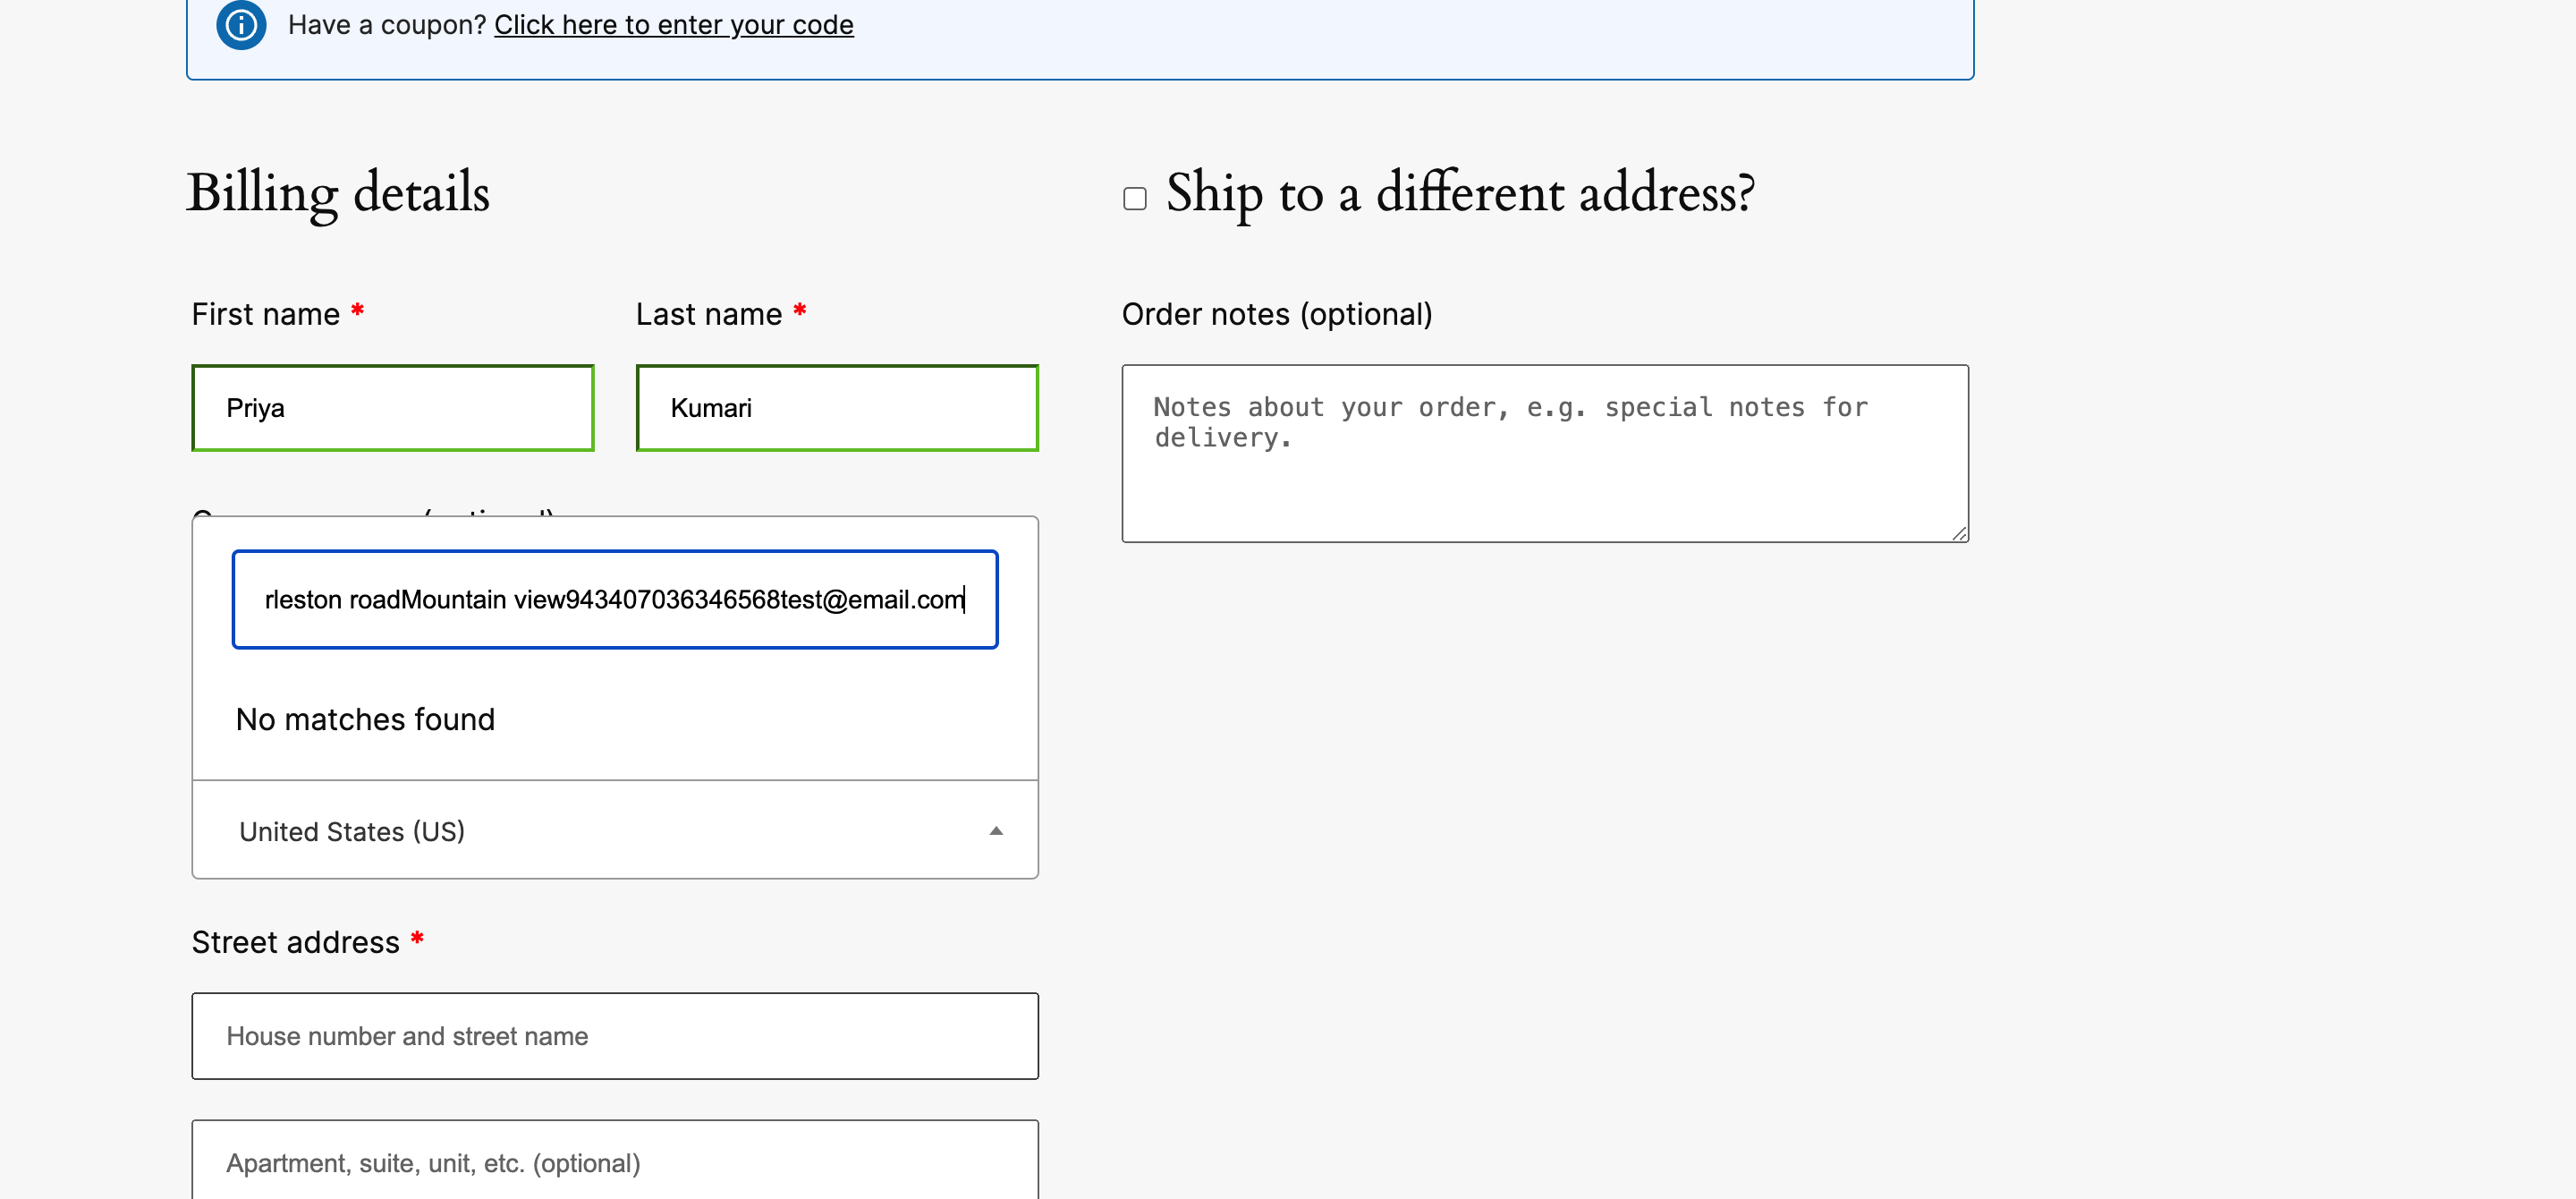 Have a coupon? Click here to enter your code
Billing details
Ship to a different address?
First name *
Last name *
Order notes (optional)
Priya
Kumari
Notes about your order, e.g. special notes for
delivery.
rleston roadMountain view943407036346568test@email.com
No matches found
United States (US)
Street address *
House number and street name
Apartment, suite, unit, etc. (optional)